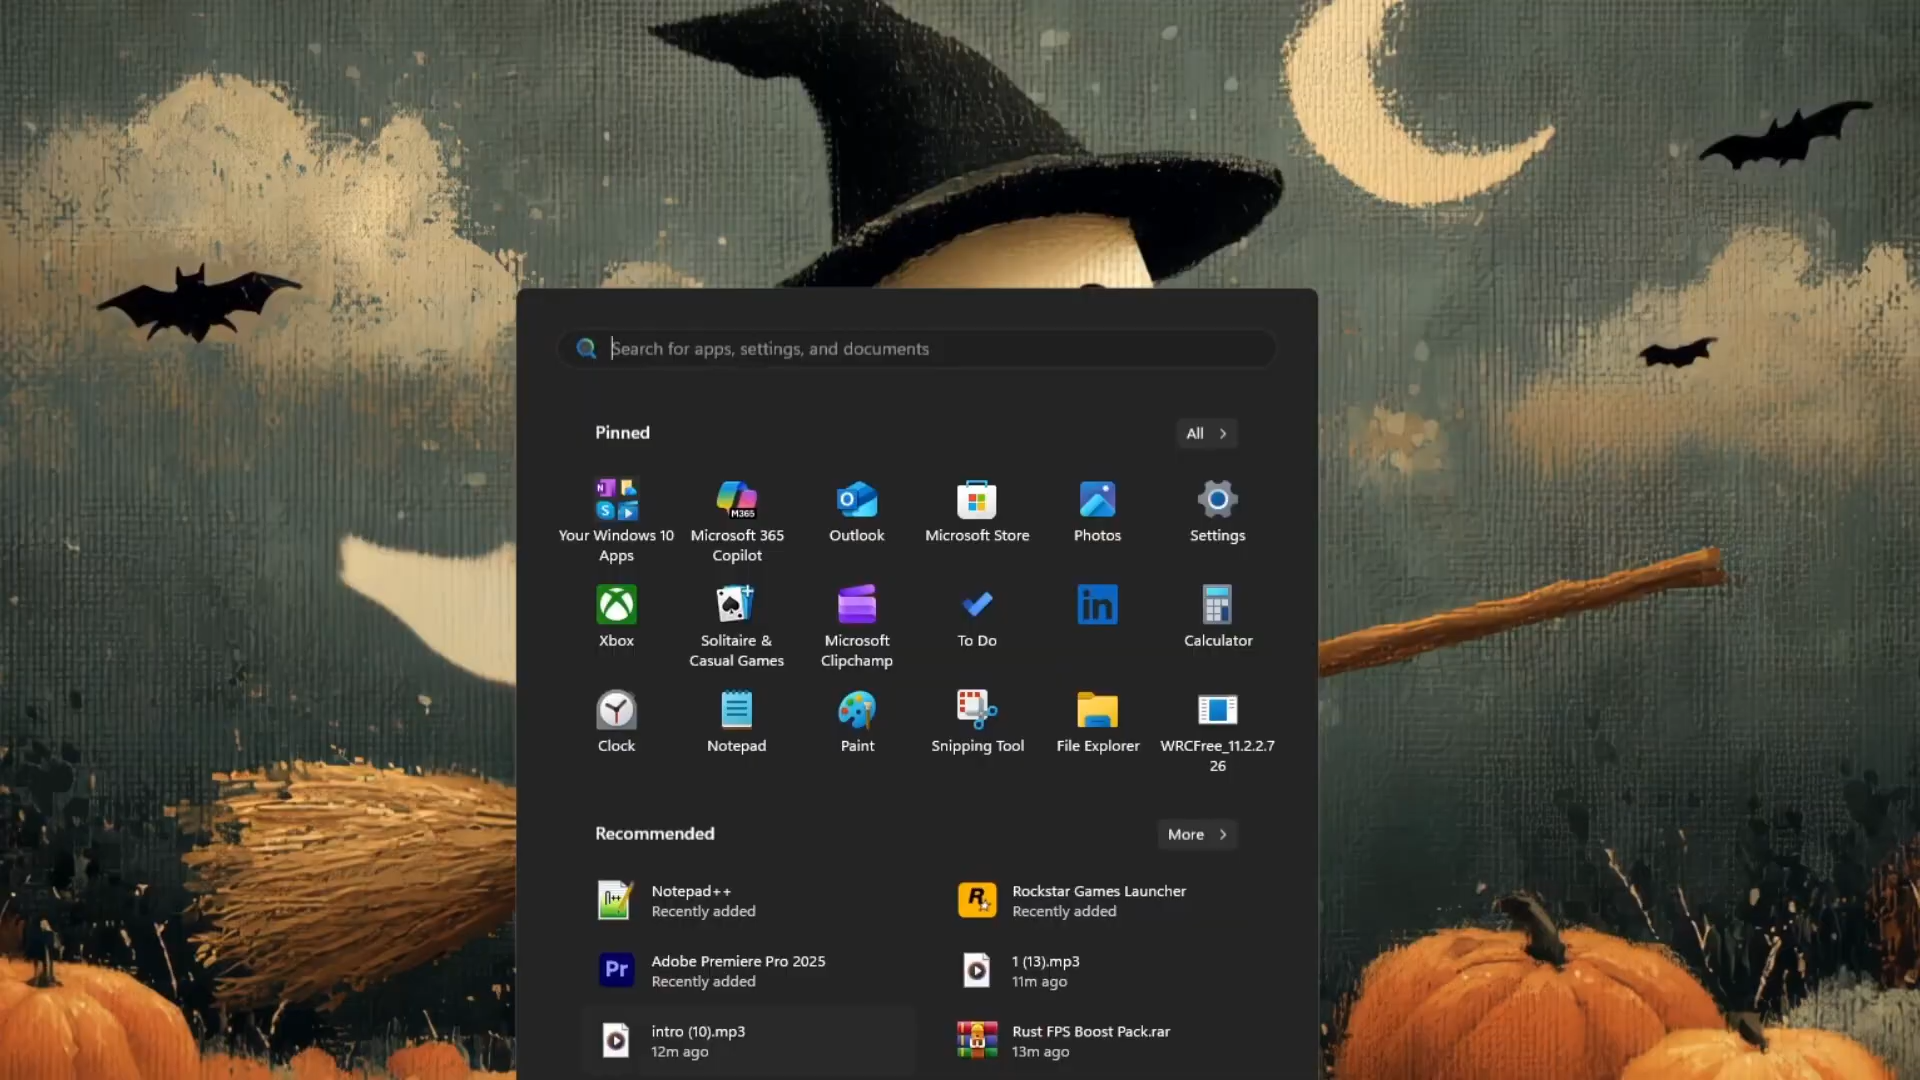 Search for apps, settings, and documents
Pinned
All
Your Windows 10
Apps
M365
Microsoft 365
Copilot
Outlook
Microsoft Store
Photos
Settings
Xbox
Solitaire &
Casual Games
Microsoft
Clipchamp
To Do
in
Calculator
Clock
Notepad
Paint
Snipping Tool
File Explorer
WRCFree_11.2.2.7
26
Recommended
More
Notepad++
Recently added
Rockstar Games Launcher
Recently added
Pr
Adobe Premiere Pro 2025
Recently added
1 (13).mp3
11m ago
intro (10).mp3
12m ago
Rust FPS Boost Pack.rar
13m ago